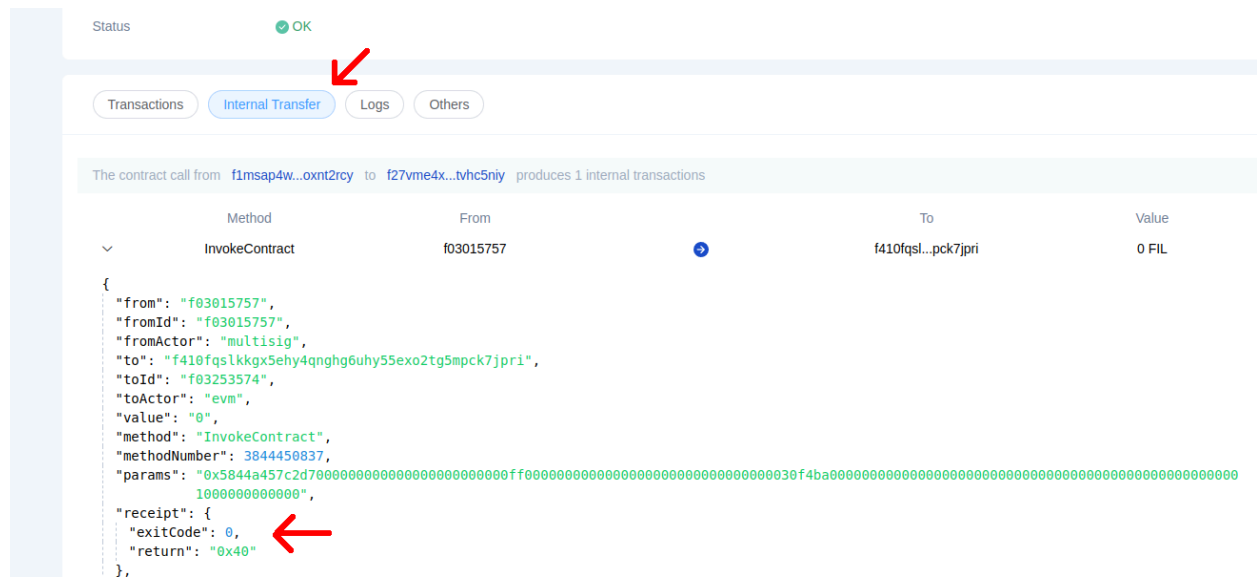 Status OK
Transactions Internal Transfer Logs Others
The contract call from f1msap4w...oxnt2rcy to f27vme4x...tvhc5niy produces 1 internal transactions
Method From To Value
InvokeContract f03015757 f410fqsl...pck7jpri 0 FIL
{
"from": "f03015757",
"fromId": "f03015757",
"fromActor": "multisig",
"to": "f410fqslkkgx5ehy4qnghg6uhy55exo2tg5mpck7jpri",
"toId": "f03253574",
"toActor": "evm",
"value": "0",
"method": "InvokeContract",
"methodNumber": 3844450837,
"params": "0x5844a457c2d7000000000000000000000000ff0000000000000000000000000000000030f4ba000000000000000000000000000000000000000000000000
1000000000000",
"receipt": {
"exitCode": 0,
"return": "0x40"
},